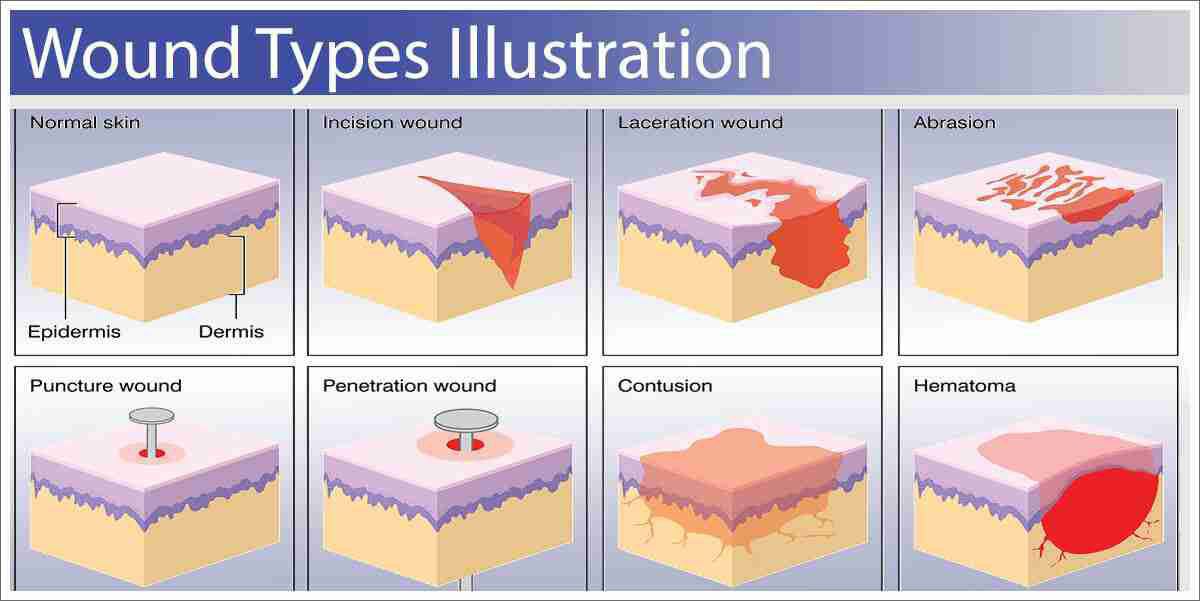 Wound Types Illustration
Normal skin
Incision wound
Laceration wound
Abrasion
Epidermis
Dermis
Puncture wound
Penetration wound
Contusion
Hematoma